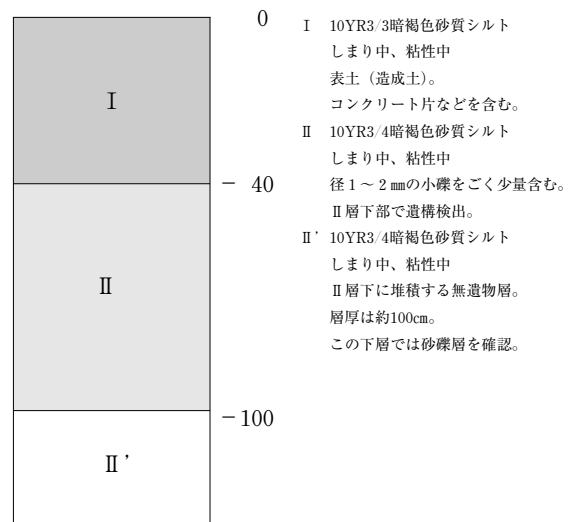 0
Ⅰ
－ 40
Ⅱ
－100
Ⅱ’
Ⅰ 10YR3/3暗褐色砂質シルト
しまり中、粘性中
表土（造成土）。
コンクリート片などを含む。
Ⅱ 10YR3/4暗褐色砂質シルト
しまり中、粘性中
径１～２㎜の小礫をごく少量含む。
Ⅱ層下部で遺構検出。
Ⅱ’10YR3/4暗褐色砂質シルト
しまり中、粘性中
Ⅱ層下に堆積する無遺物層。
層厚は約100㎝。
この下層では砂礫層を確認。